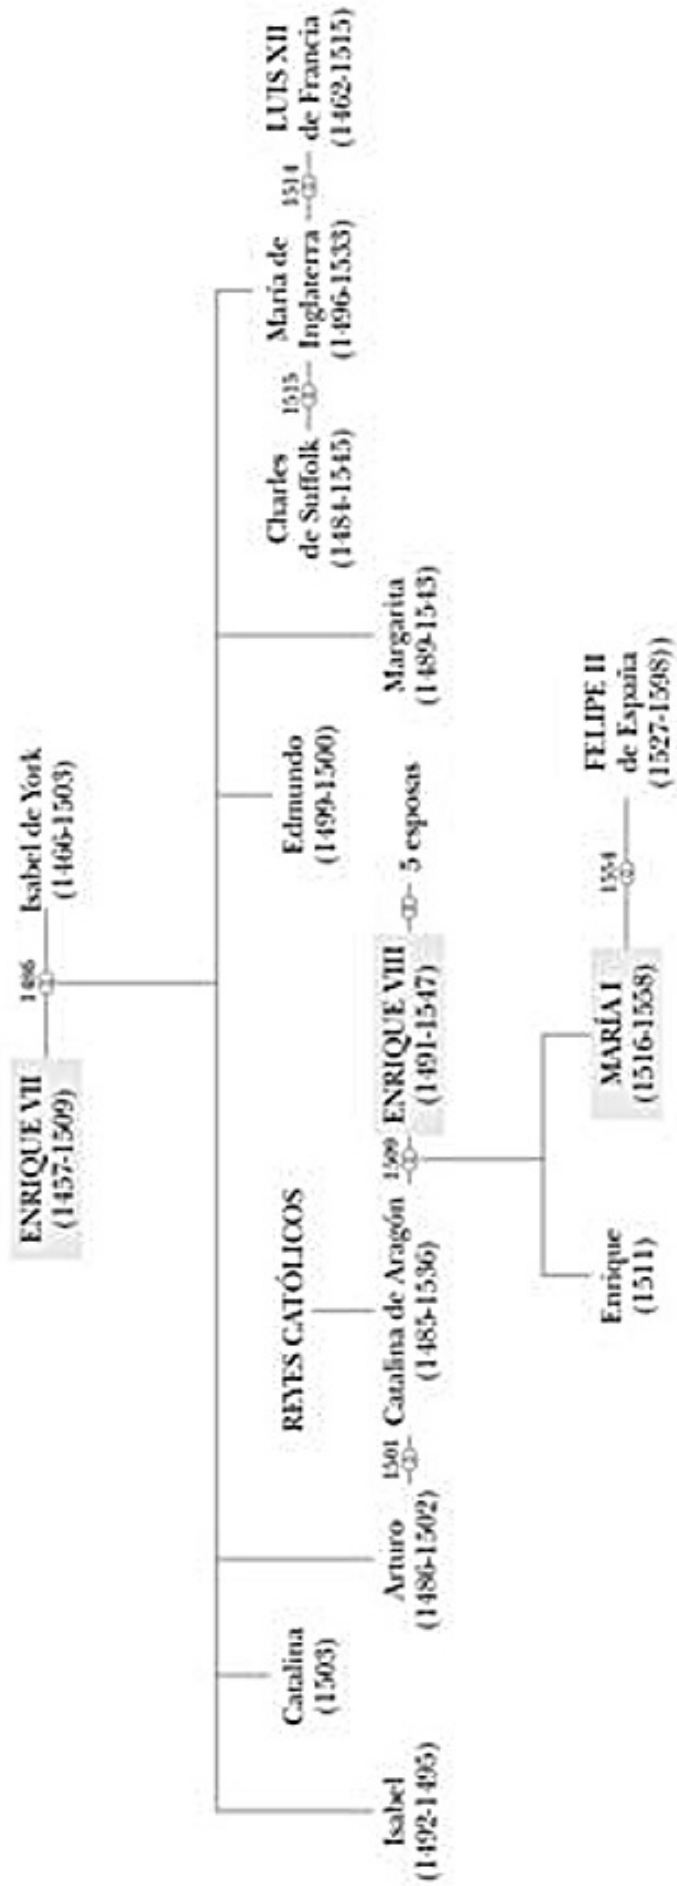 ENRIQUE VII
(1457-1509)
1486
Isabel de York
(1466-1503)
Isabel
(1492-1495)
Catalina
(1503)
Arturo
(1486-1502)
1501
REYES CATÓLICOS
Catalina de Aragón
(1485-1536)
1509
ENRIQUE VIII
(1491-1547)
5 esposas
Edmundo
(1499-1500)
Margarita
(1489-1543)
Charles
de Suffolk
(1484-1545)
1515
María de
Inglaterra
(1496-1533)
1514
LUIS XII
de Francia
(1462-1515)
Enrique
(1511)
MARÍA I
(1516-1558)
1554
FELIPE II
de España
(1527-1598))